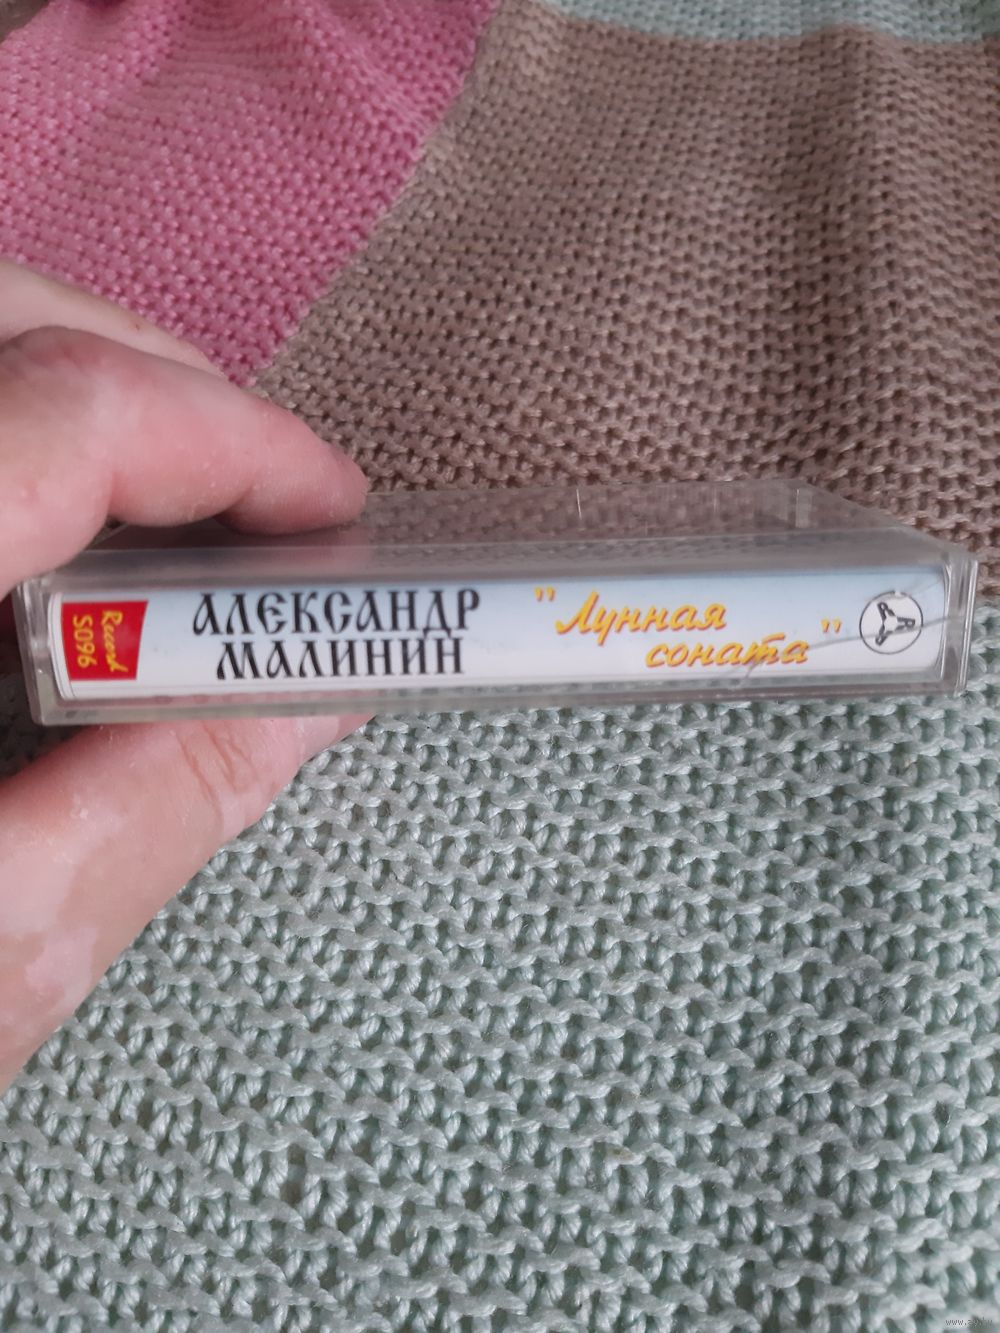 Record
S096
АЛЕКСАНДР
МАЛИНИН
"Лунная
соната"